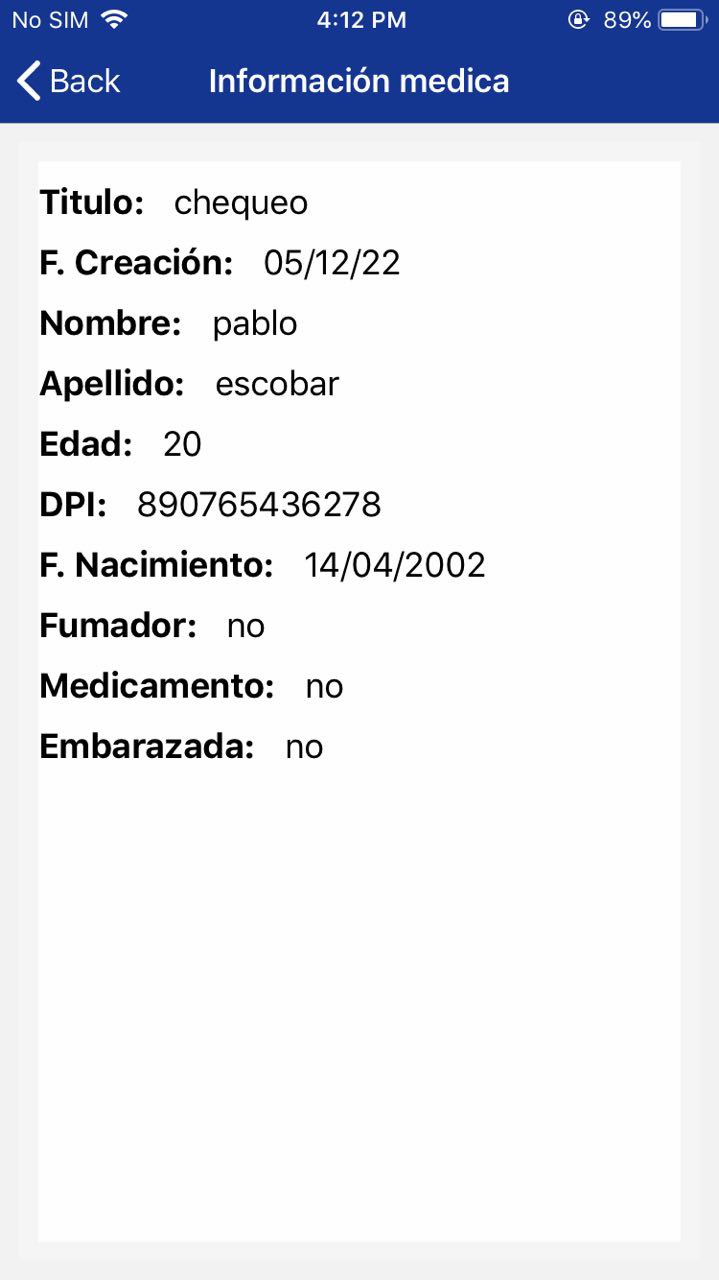 No SIM 4:12 PM 89%
Back Información medica
Titulo: chequeo
F. Creación: 05/12/22
Nombre: pablo
Apellido: escobar
Edad: 20
DPI: 890765436278
F. Nacimiento: 14/04/2002
Fumador: no
Medicamento: no
Embarazada: no